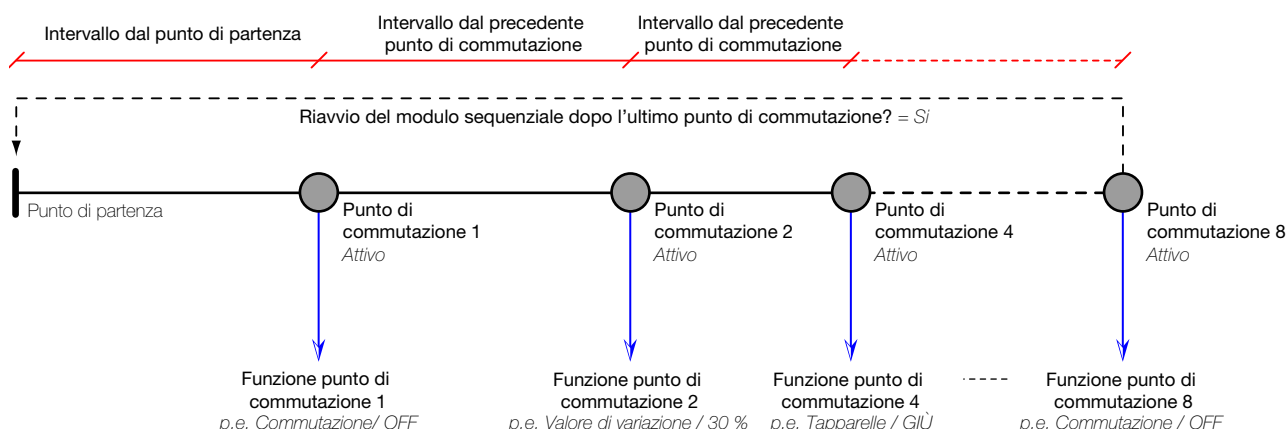 Intervallo dal punto di partenza
Intervallo dal precedente
punto di commutazione
Intervallo dal precedente
punto di commutazione
Riavvio del modulo sequenziale dopo l'ultimo punto di commutazione? = Si
Punto di partenza
Punto di
commutazione 1
Attivo
Punto di
commutazione 2
Attivo
Punto di
commutazione 4
Attivo
Punto di
commutazione 8
Attivo
Funzione punto di
commutazione 1
p.e. Commutazione/ OFF
Funzione punto di
commutazione 2
p.e. Valore di variazione / 30 %
Funzione punto di
commutazione 4
p.e. Tapparelle / GIÙ
Funzione punto di
commutazione 8
p.e. Commutazione / OFF